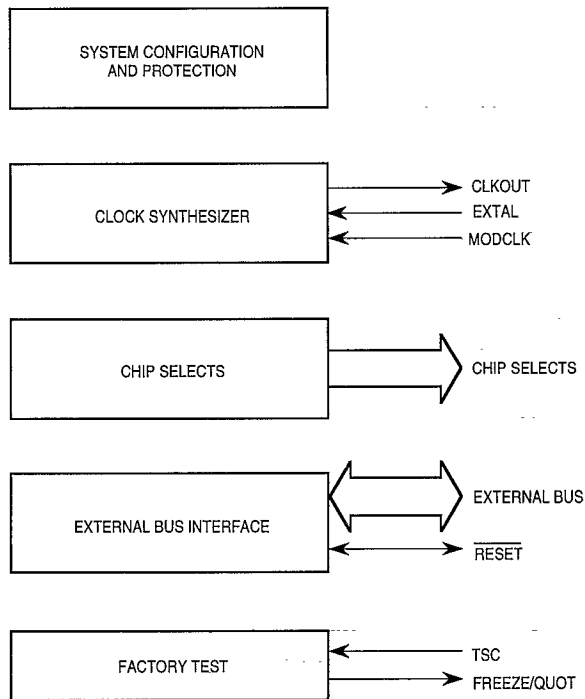 SYSTEM CONFIGURATION
AND PROTECTION
CLOCK SYNTHESIZER
CLKOUT
EXTAL
MODCLK
CHIP SELECTS
CHIP SELECTS
EXTERNAL BUS INTERFACE
EXTERNAL BUS
RESET
FACTORY TEST
TSC
FREEZE/QUOT